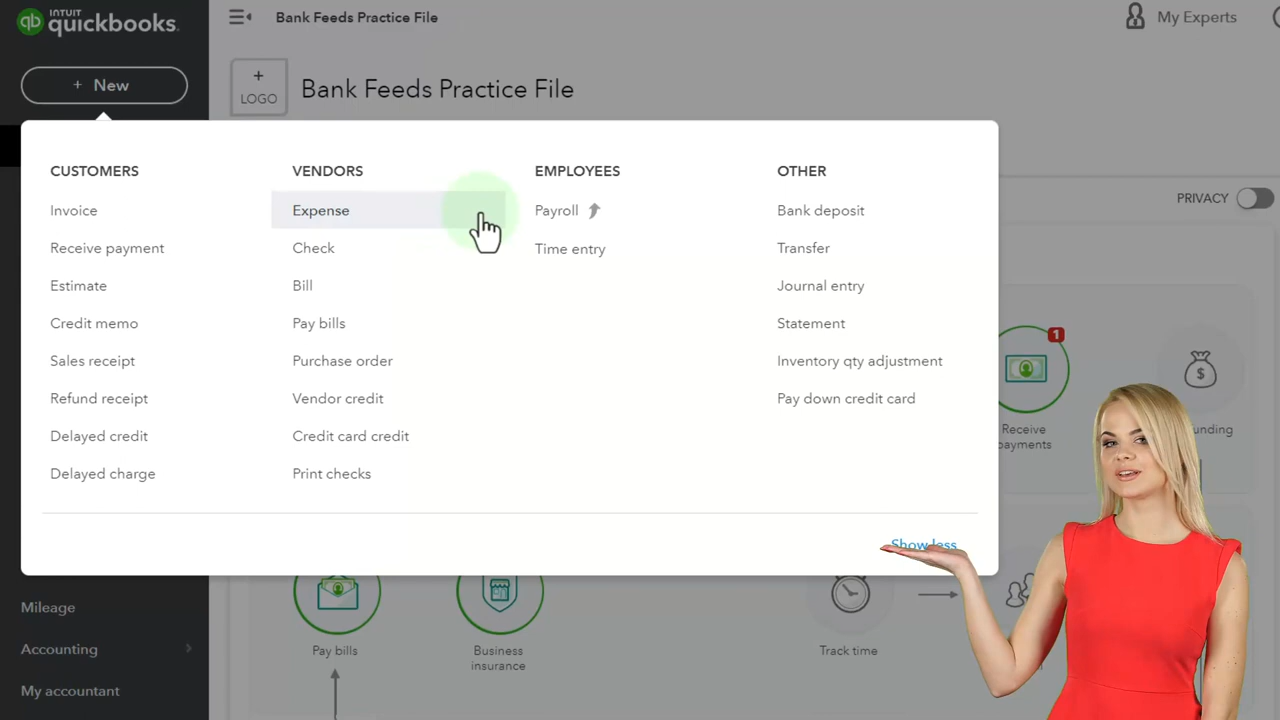 INTUIT
quickbooks.
Bank Feeds Practice File
My Experts
+ New
+
LOGO
Bank Feeds Practice File
CUSTOMERS
Invoice
Receive payment
Estimate
Credit memo
Sales receipt
Refund receipt
Delayed credit
Delayed charge
VENDORS
Expense
Check
Bill
Pay bills
Purchase order
Vendor credit
Credit card credit
Print checks
EMPLOYEES
Payroll
Time entry
OTHER
Bank deposit
Transfer
Journal entry
Statement
Inventory qty adjustment
Pay down credit card
Show less
PRIVACY
1
$
Receive
payments
Mileage
Accounting
My accountant
Pay bills
Business
insurance
Track time